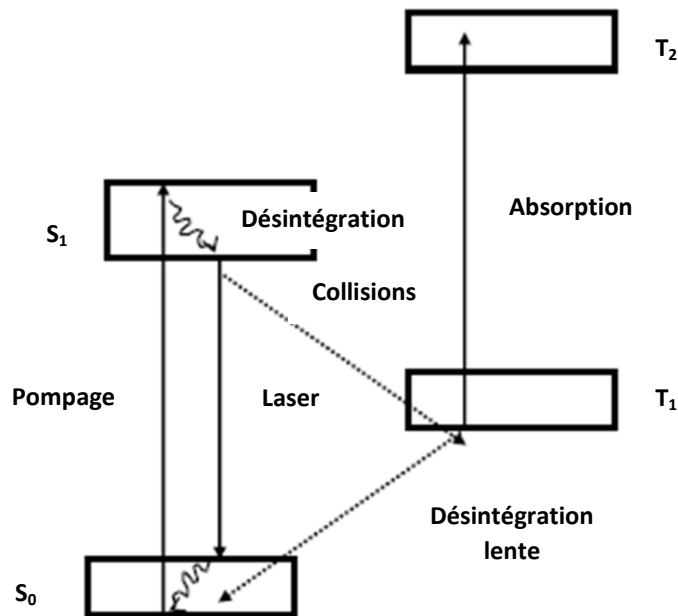 T₂
Absorption
Désintégration
S₁
Collisions
Pompage
Laser
T₁
Désintégration
lente
S₀